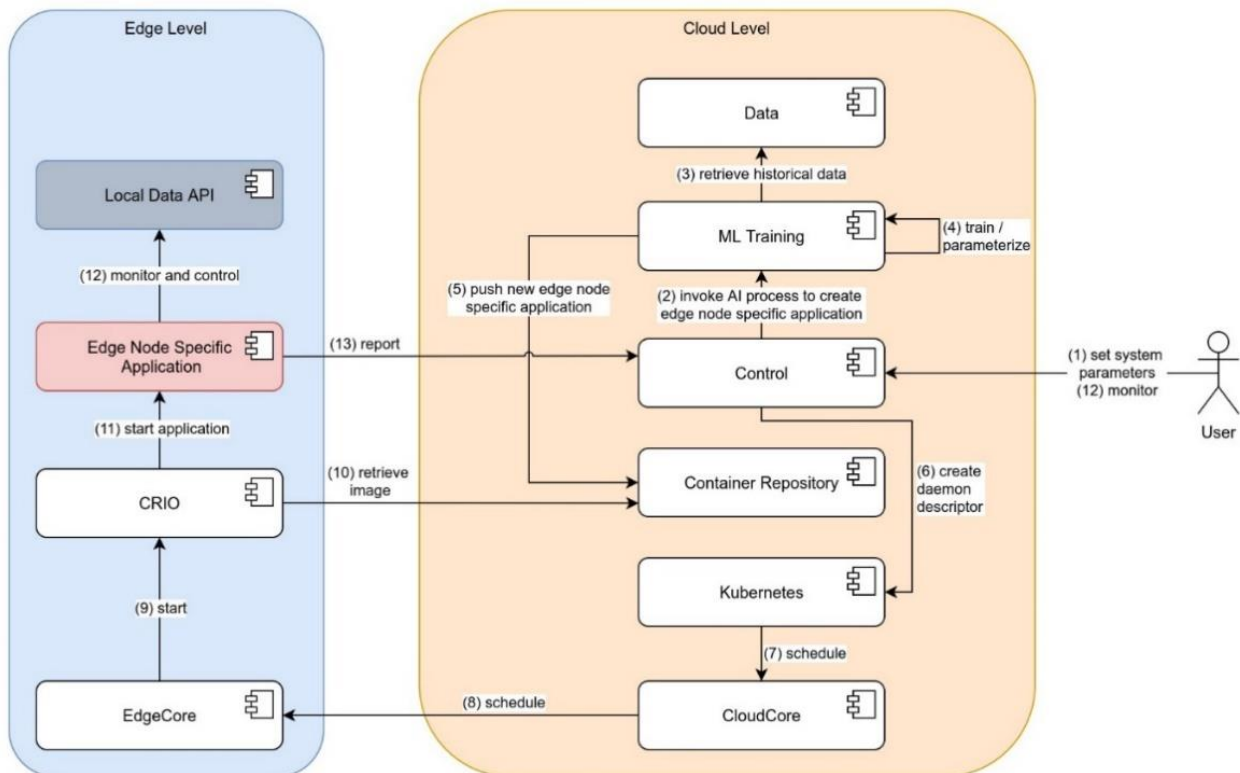 Edge Level
Cloud Level
Data
(3) retrieve historical data
Local Data API
ML Training
(4) train /
parameterize
(12) monitor and control
(5) push new edge node
specific application
(2) invoke AI process to create
edge node specific application
Edge Node Specific
Application
(13) report
Control
(1) set system
parameters
(12) monitor
User
(11) start application
(10) retrieve
image
CRIO
Container Repository
(6) create
daemon
descriptor
Kubernetes
(9) start
(7) schedule
EdgeCore
(8) schedule
CloudCore